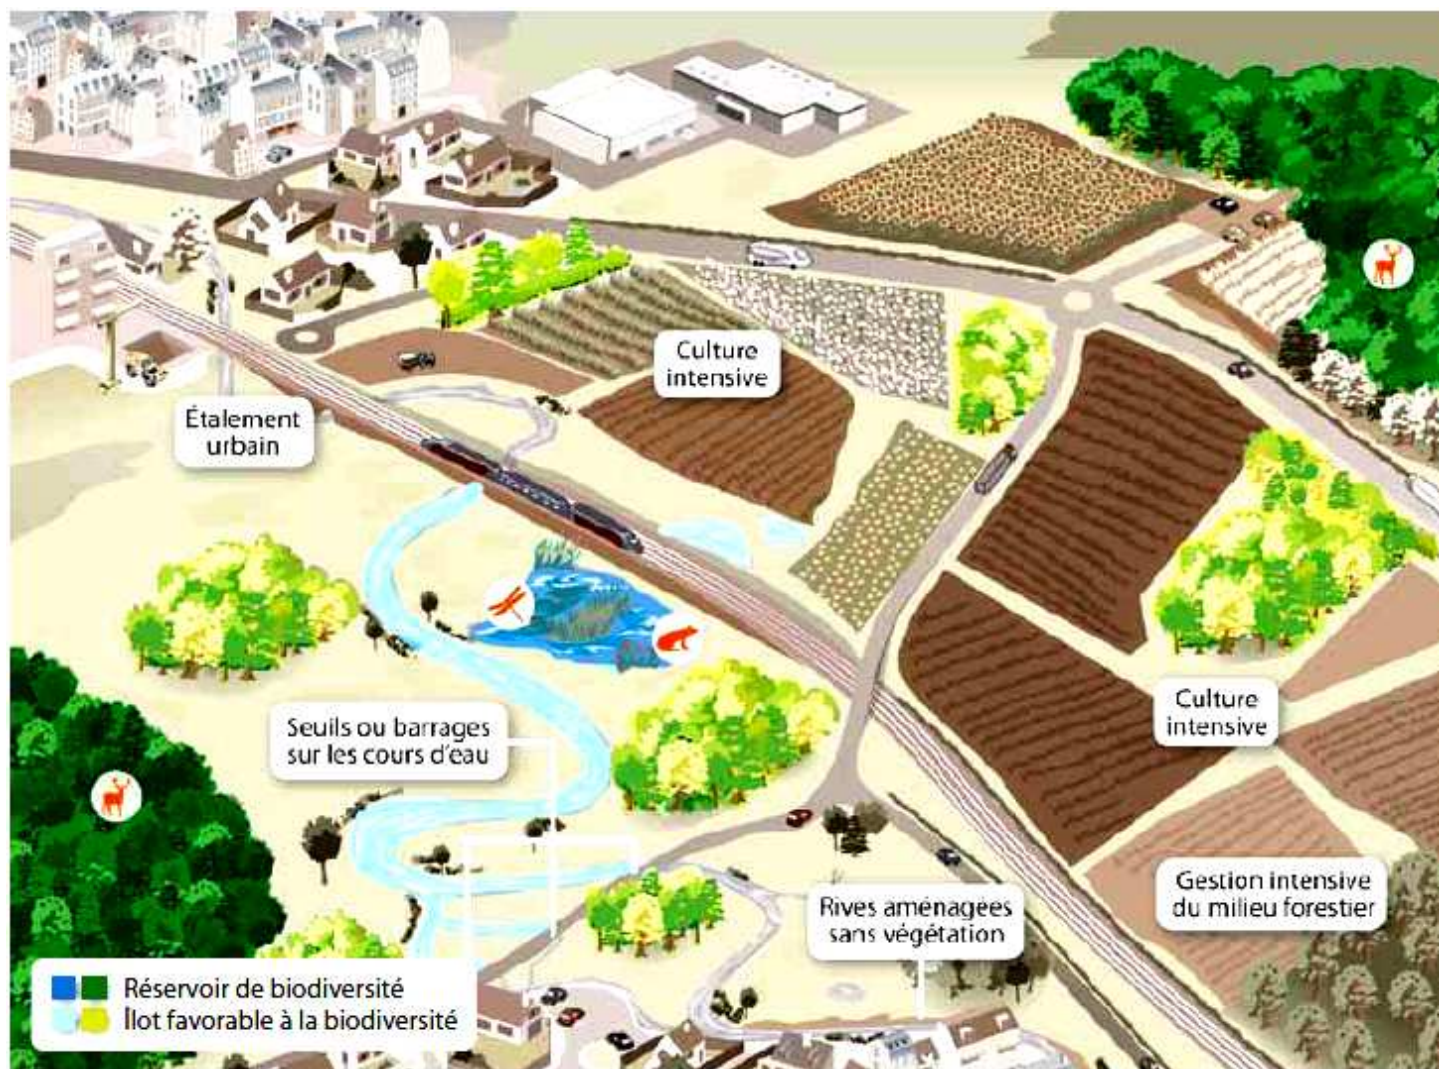 Culture
intensive
Étalement
urbain
Seuils ou barrages
sur les cours d'eau
Culture
intensive
Gestion intensive
du milieu forestier
Rives aménagées
sans végétation
Réservoir de biodiversité
Îlot favorable à la biodiversité